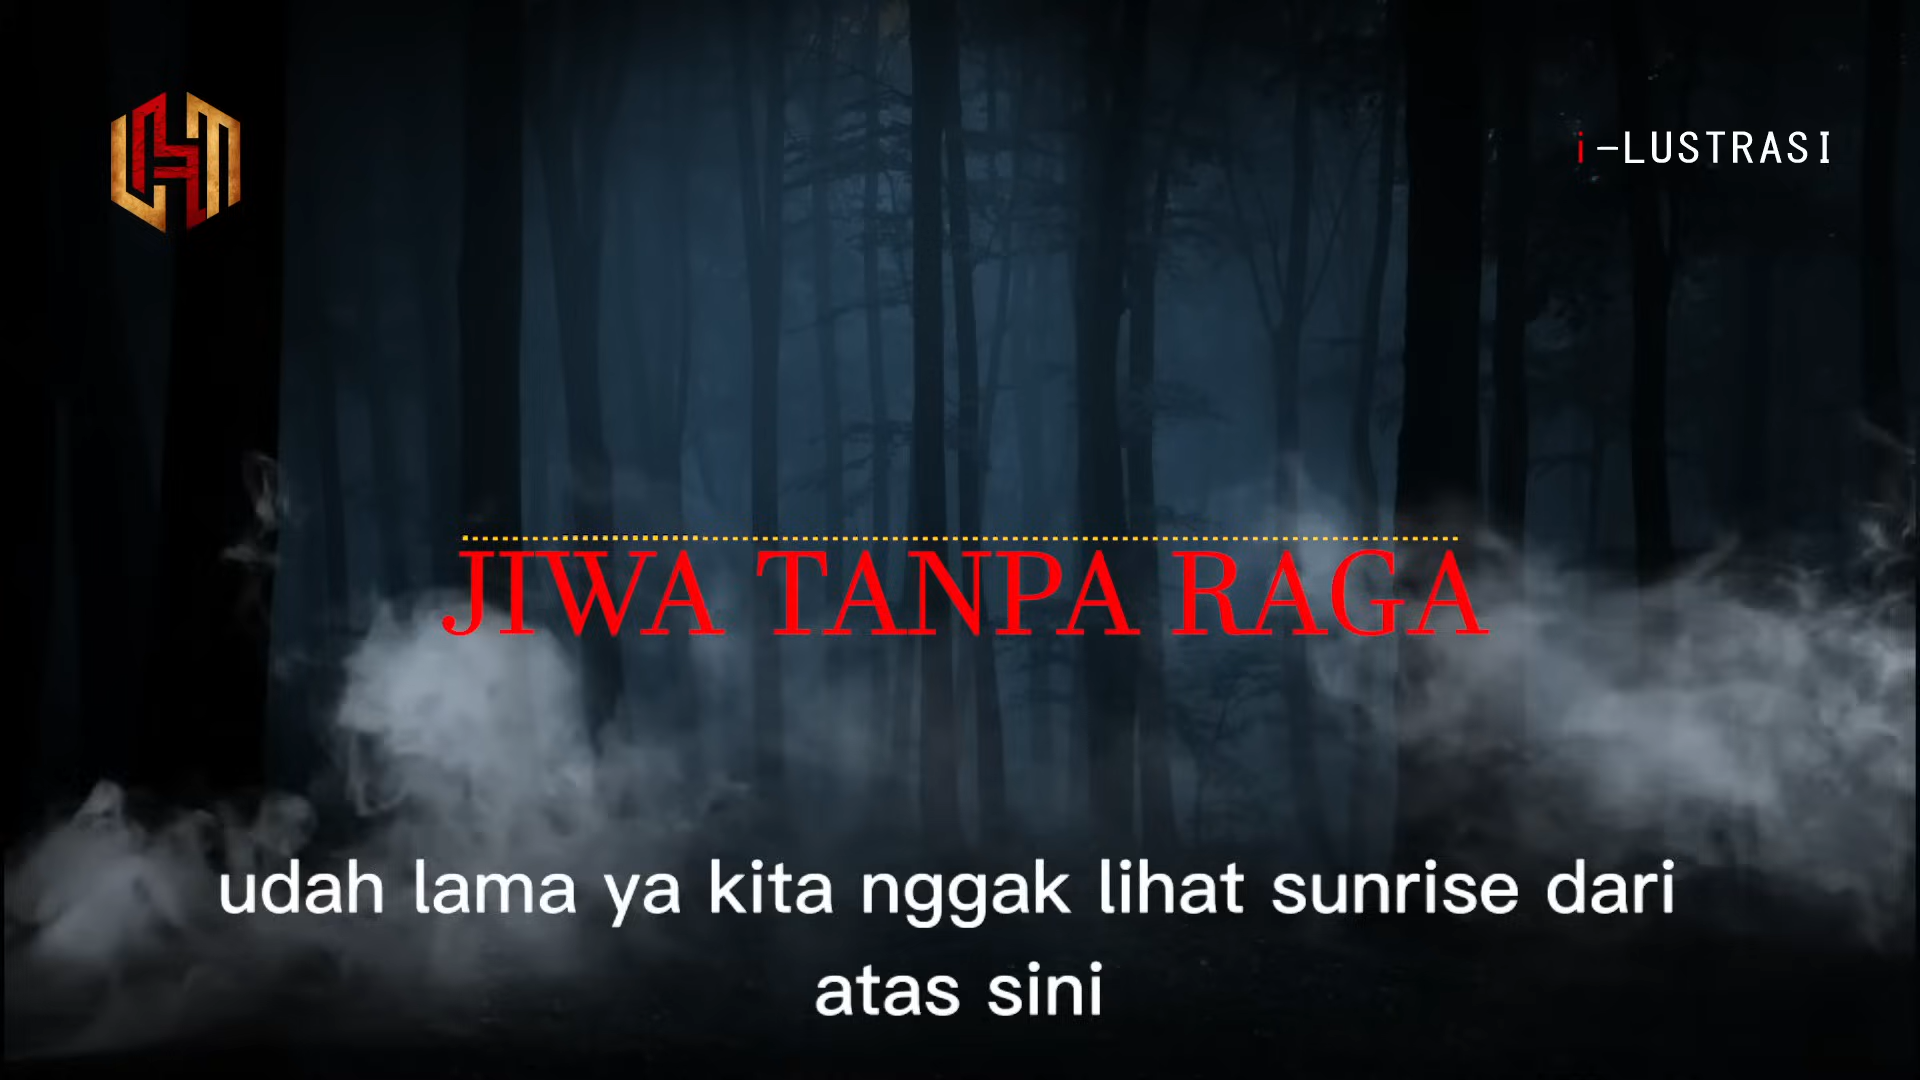 i-LUSTRASI
JIWA TANPA RAGA
udah lama ya kita nggak lihat sunrise dari
atas sini